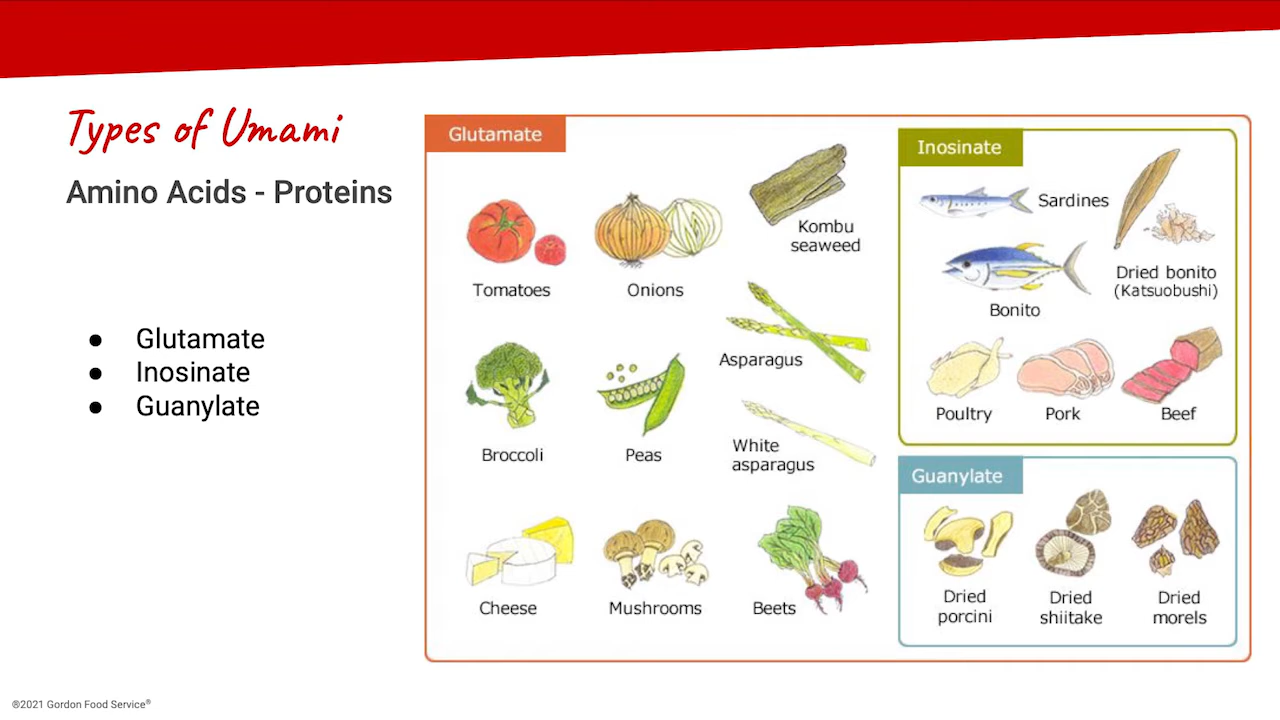 Types of Umami
Amino Acids - Proteins
● Glutamate
● Inosinate
● Guanylate
Glutamate
Tomatoes
Onions
Kombu
seaweed
Asparagus
Broccoli
Peas
White
asparagus
Cheese
Mushrooms
Beets
Inosinate
Sardines
Dried bonito
(Katsuobushi)
Bonito
Poultry
Pork
Beef
Guanylate
Dried
porcini
Dried
shiitake
Dried
morels
®2021 Gordon Food Service®